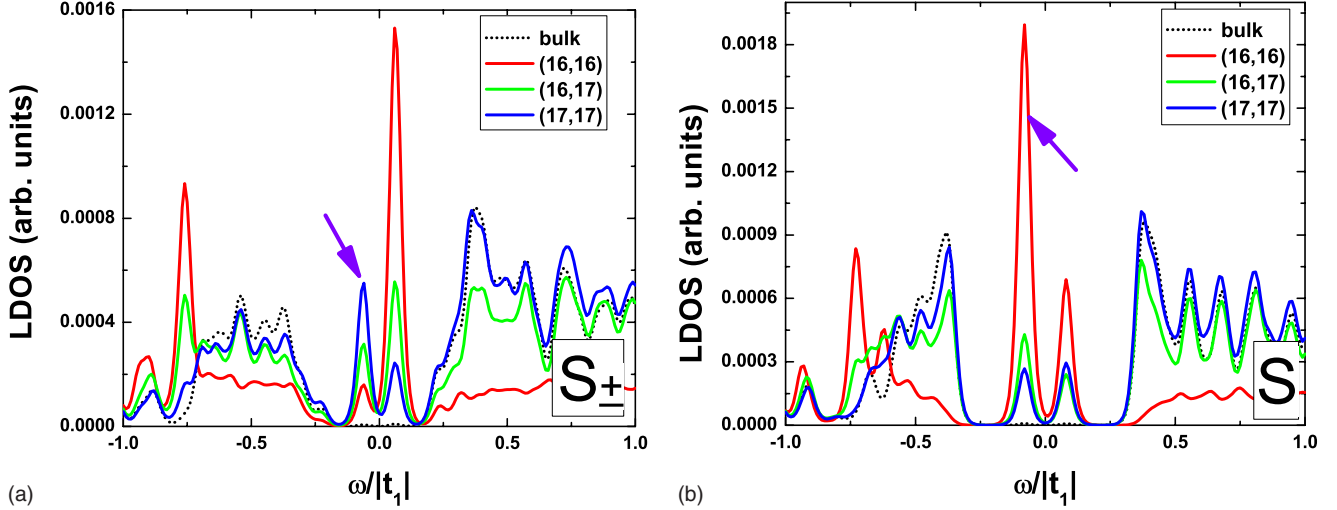 0.0016
0.0012
0.0008
0.0004
0.0000
LDOS (arb. units)
bulk
(16,16)
(16,17)
(17,17)
S±
-1.0 -0.5 0.0 0.5 1.0
ω/|t₁|
(a)
0.0018
0.0015
0.0012
0.0009
0.0006
0.0003
0.0000
LDOS (arb. units)
bulk
(16,16)
(16,17)
(17,17)
S
-1.0 -0.5 0.0 0.5 1.0
ω/|t₁|
(b)